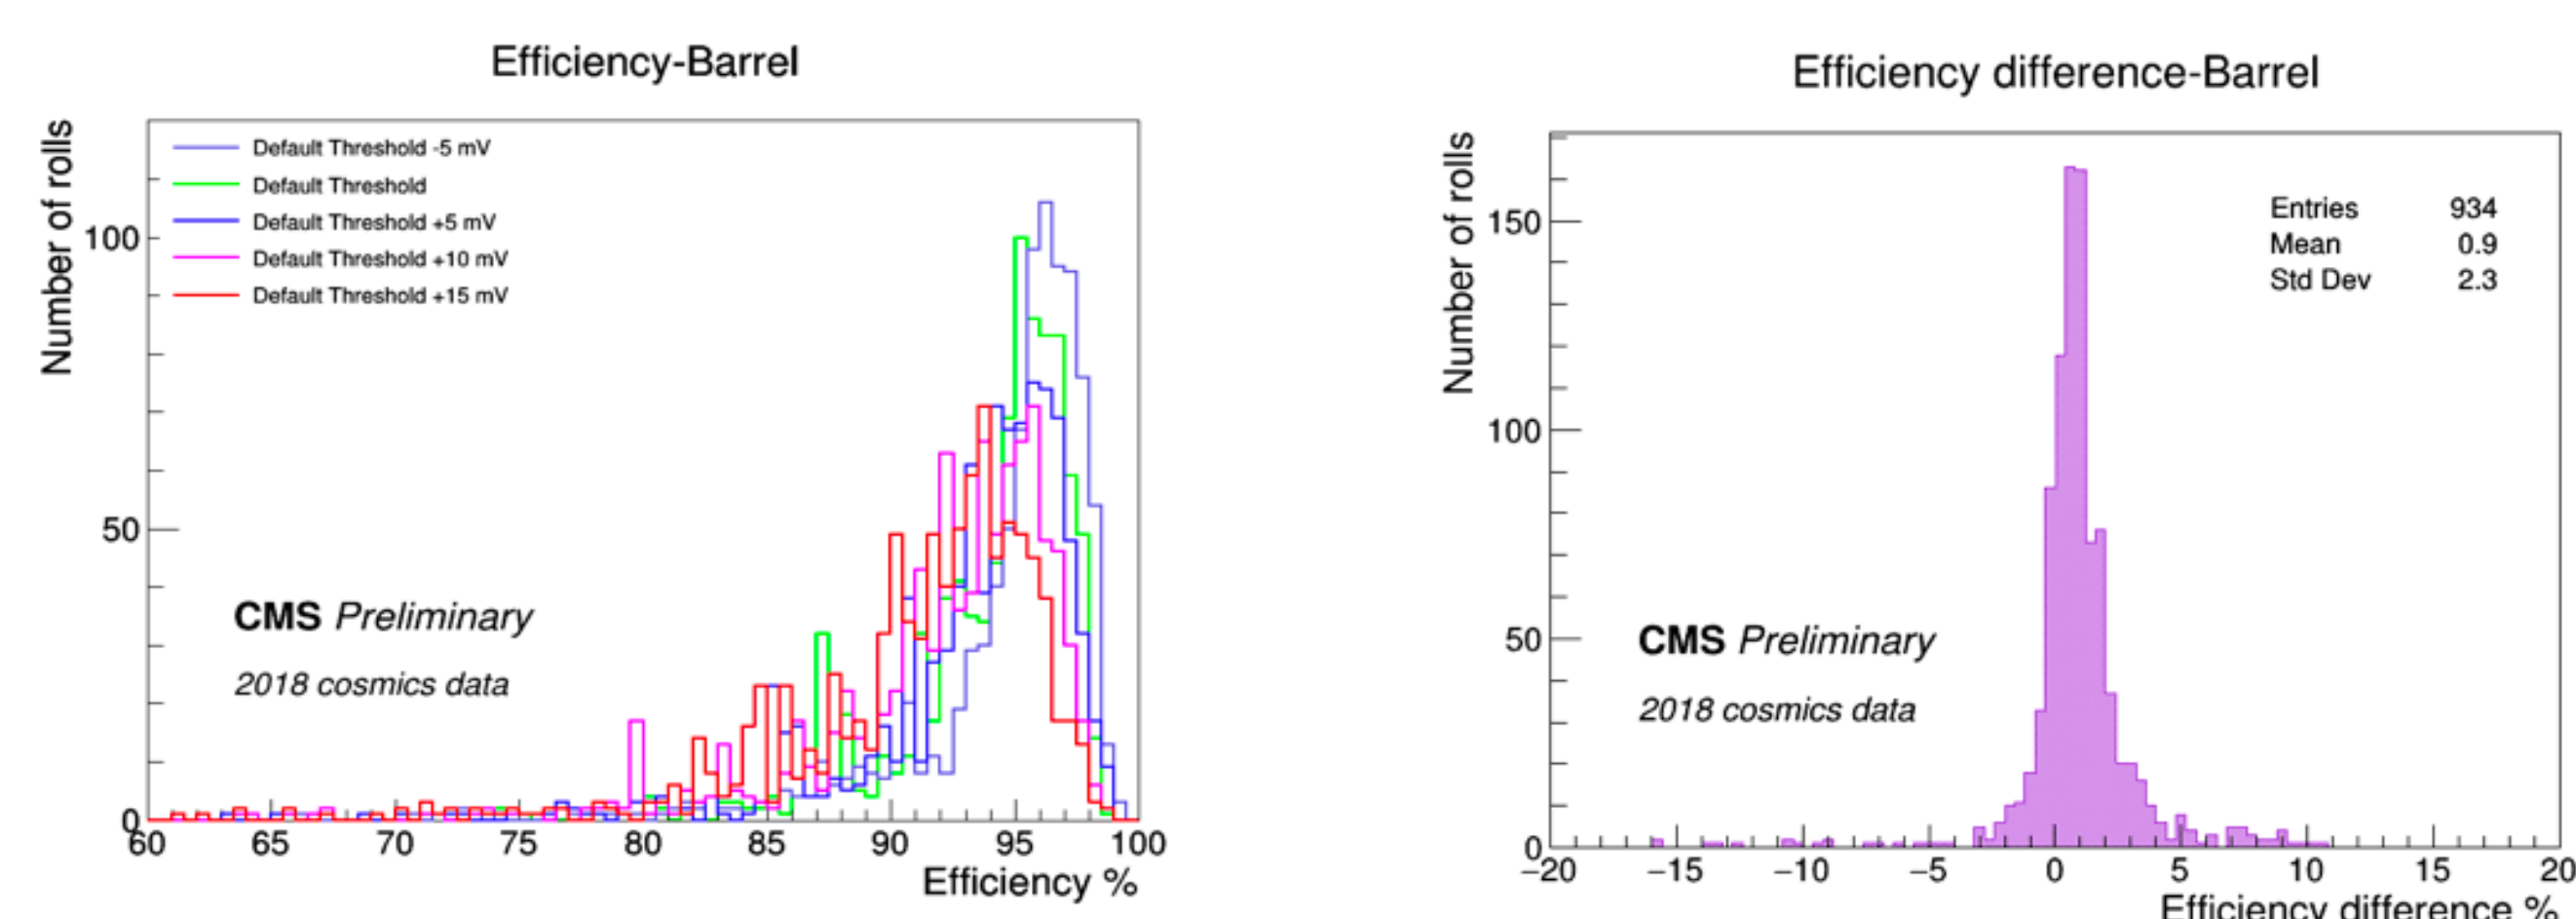 Efficiency-Barrel
Number of rolls
Default Threshold -5 mV
Default Threshold
Default Threshold +5 mV
Default Threshold +10 mV
Default Threshold +15 mV
100
50
0
CMS Preliminary
2018 cosmics data
60 65 70 75 80 85 90 95 100
Efficiency %
Efficiency difference-Barrel
Number of rolls
Entries 934
Mean 0.9
Std Dev 2.3
150
100
50
0
CMS Preliminary
2018 cosmics data
−20 −15 −10 −5 0 5 10 15 20
Efficiency difference %